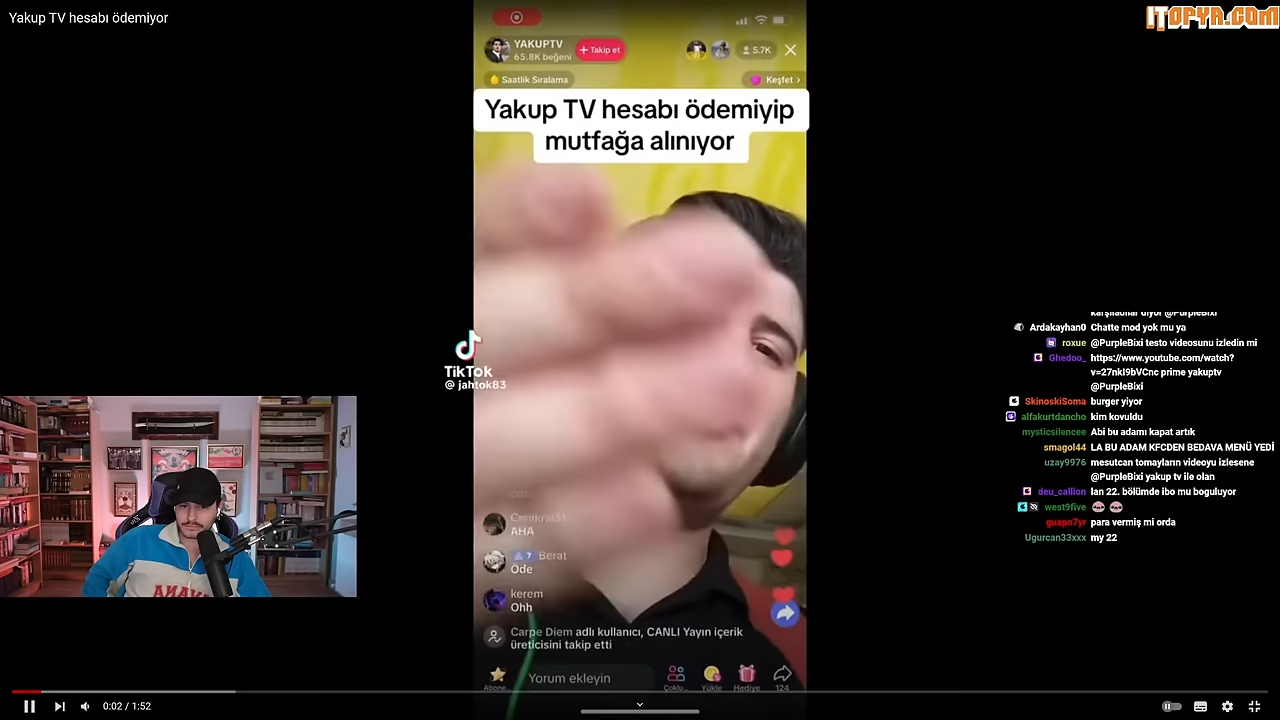 Yakup TV hesabı ödemiyor
ITOPYA.COM
YAKUPTV
65.8K beğeni
+ Takip et
5.7K
Saatlik Sıralama
Keşfet >
Yakup TV hesabı ödemiyip
mutfağa alınıyor
TikTok
@ jahtok83
AHA
7 Berat
Öde
kerem
Ohh
Carpe Diem adlı kullanıcı, CANLI Yayın içerik
üreticisini takip etti
Abone...
Yorum ekleyin
Çoklu...
Yükle
Hediye
124
0:02 / 1:52
karşıladılar diyor @PurpleBixi
Ardakayhan0 Chatte mod yok mu ya
roxue @PurpleBixi testo videosunu izledin mi
Ghedoo_ https://www.youtube.com/watch?
v=27nkI9bVCnc prime yakuptv
@PurpleBixi
SkinoskiSoma burger yiyor
alfakurtdancho kim kovuldu
mysticsilencee Abi bu adamı kapat artık
smagol44 LA BU ADAM KFCDEN BEDAVA MENÜ YEDİ
uzay9976 mesutcan tomayların videoyu izlesene
@PurpleBixi yakup tv ile olan
deu_callion lan 22. bölümde ibo mu boguluyor
west9five
guapo7yr para vermiş mi orda
Ugurcan33xxx my 22